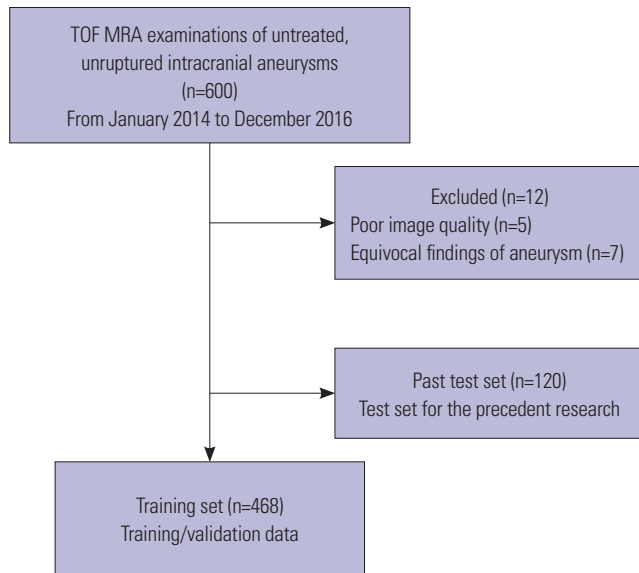 TOF MRA examinations of untreated,
unruptured intracranial aneurysms
(n=600)
From January 2014 to December 2016
Excluded (n=12)
Poor image quality (n=5)
Equivocal findings of aneurysm (n=7)
Past test set (n=120)
Test set for the precedent research
Training set (n=468)
Training/validation data